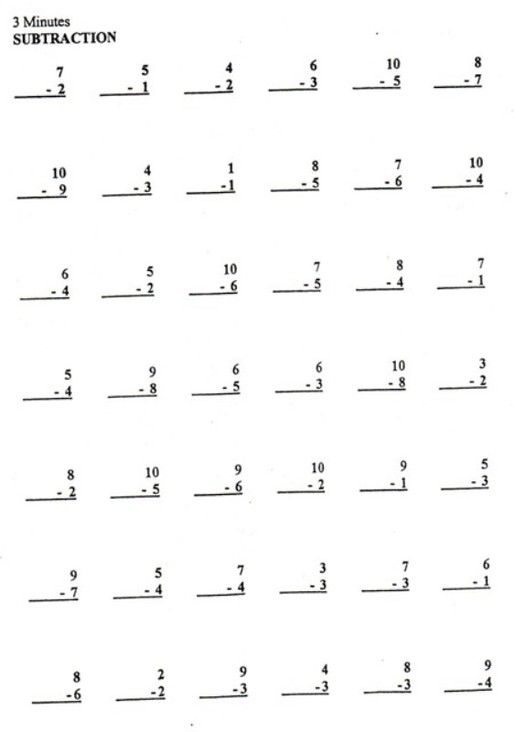 3 Minutes
SUBTRACTION
7 5 4 6 10 8
- 2 - 1 - 2 - 3 - 5 - 7
10 4 1 8 7 10
- 9 - 3 -1 - 5 - 6 - 4
6 5 10 7 8 7
- 4 - 2 - 6 - 5 - 4 - 1
5 9 6 6 10 3
- 4 - 8 - 5 - 3 - 8 - 2
8 10 9 10 9 5
- 2 - 5 - 6 - 2 - 1 - 3
9 5 7 3 7 6
- 7 - 4 - 4 - 3 - 3 - 1
8 2 9 4 8 9
-6 -2 -3 -3 -3 -4